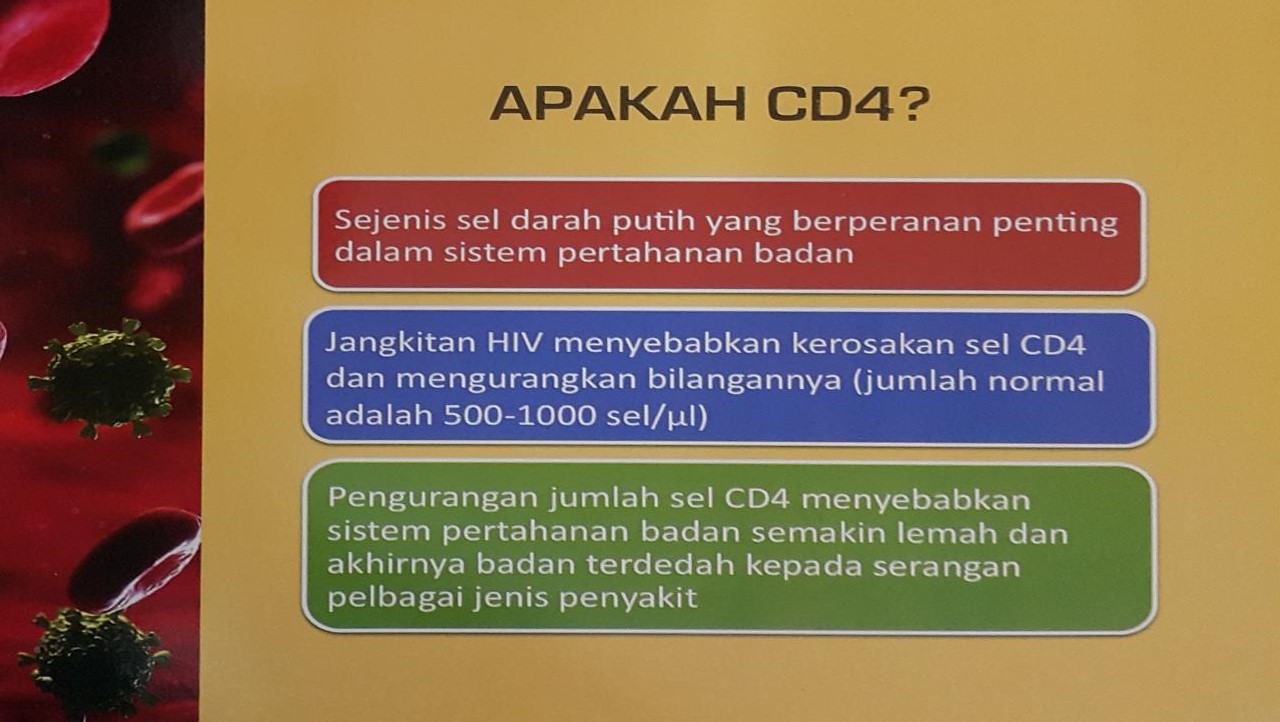 APAKAH CD4?
Sejenis sel darah putih yang berperanan penting
dalam sistem pertahanan badan
Jangkitan HIV menyebabkan kerosakan sel CD4
dan mengurangkan bilangannya (jumlah normal
adalah 500-1000 sel/µl)
Pengurangan jumlah sel CD4 menyebabkan
sistem pertahanan badan semakin lemah dan
akhirnya badan terdedah kepada serangan
pelbagai jenis penyakit